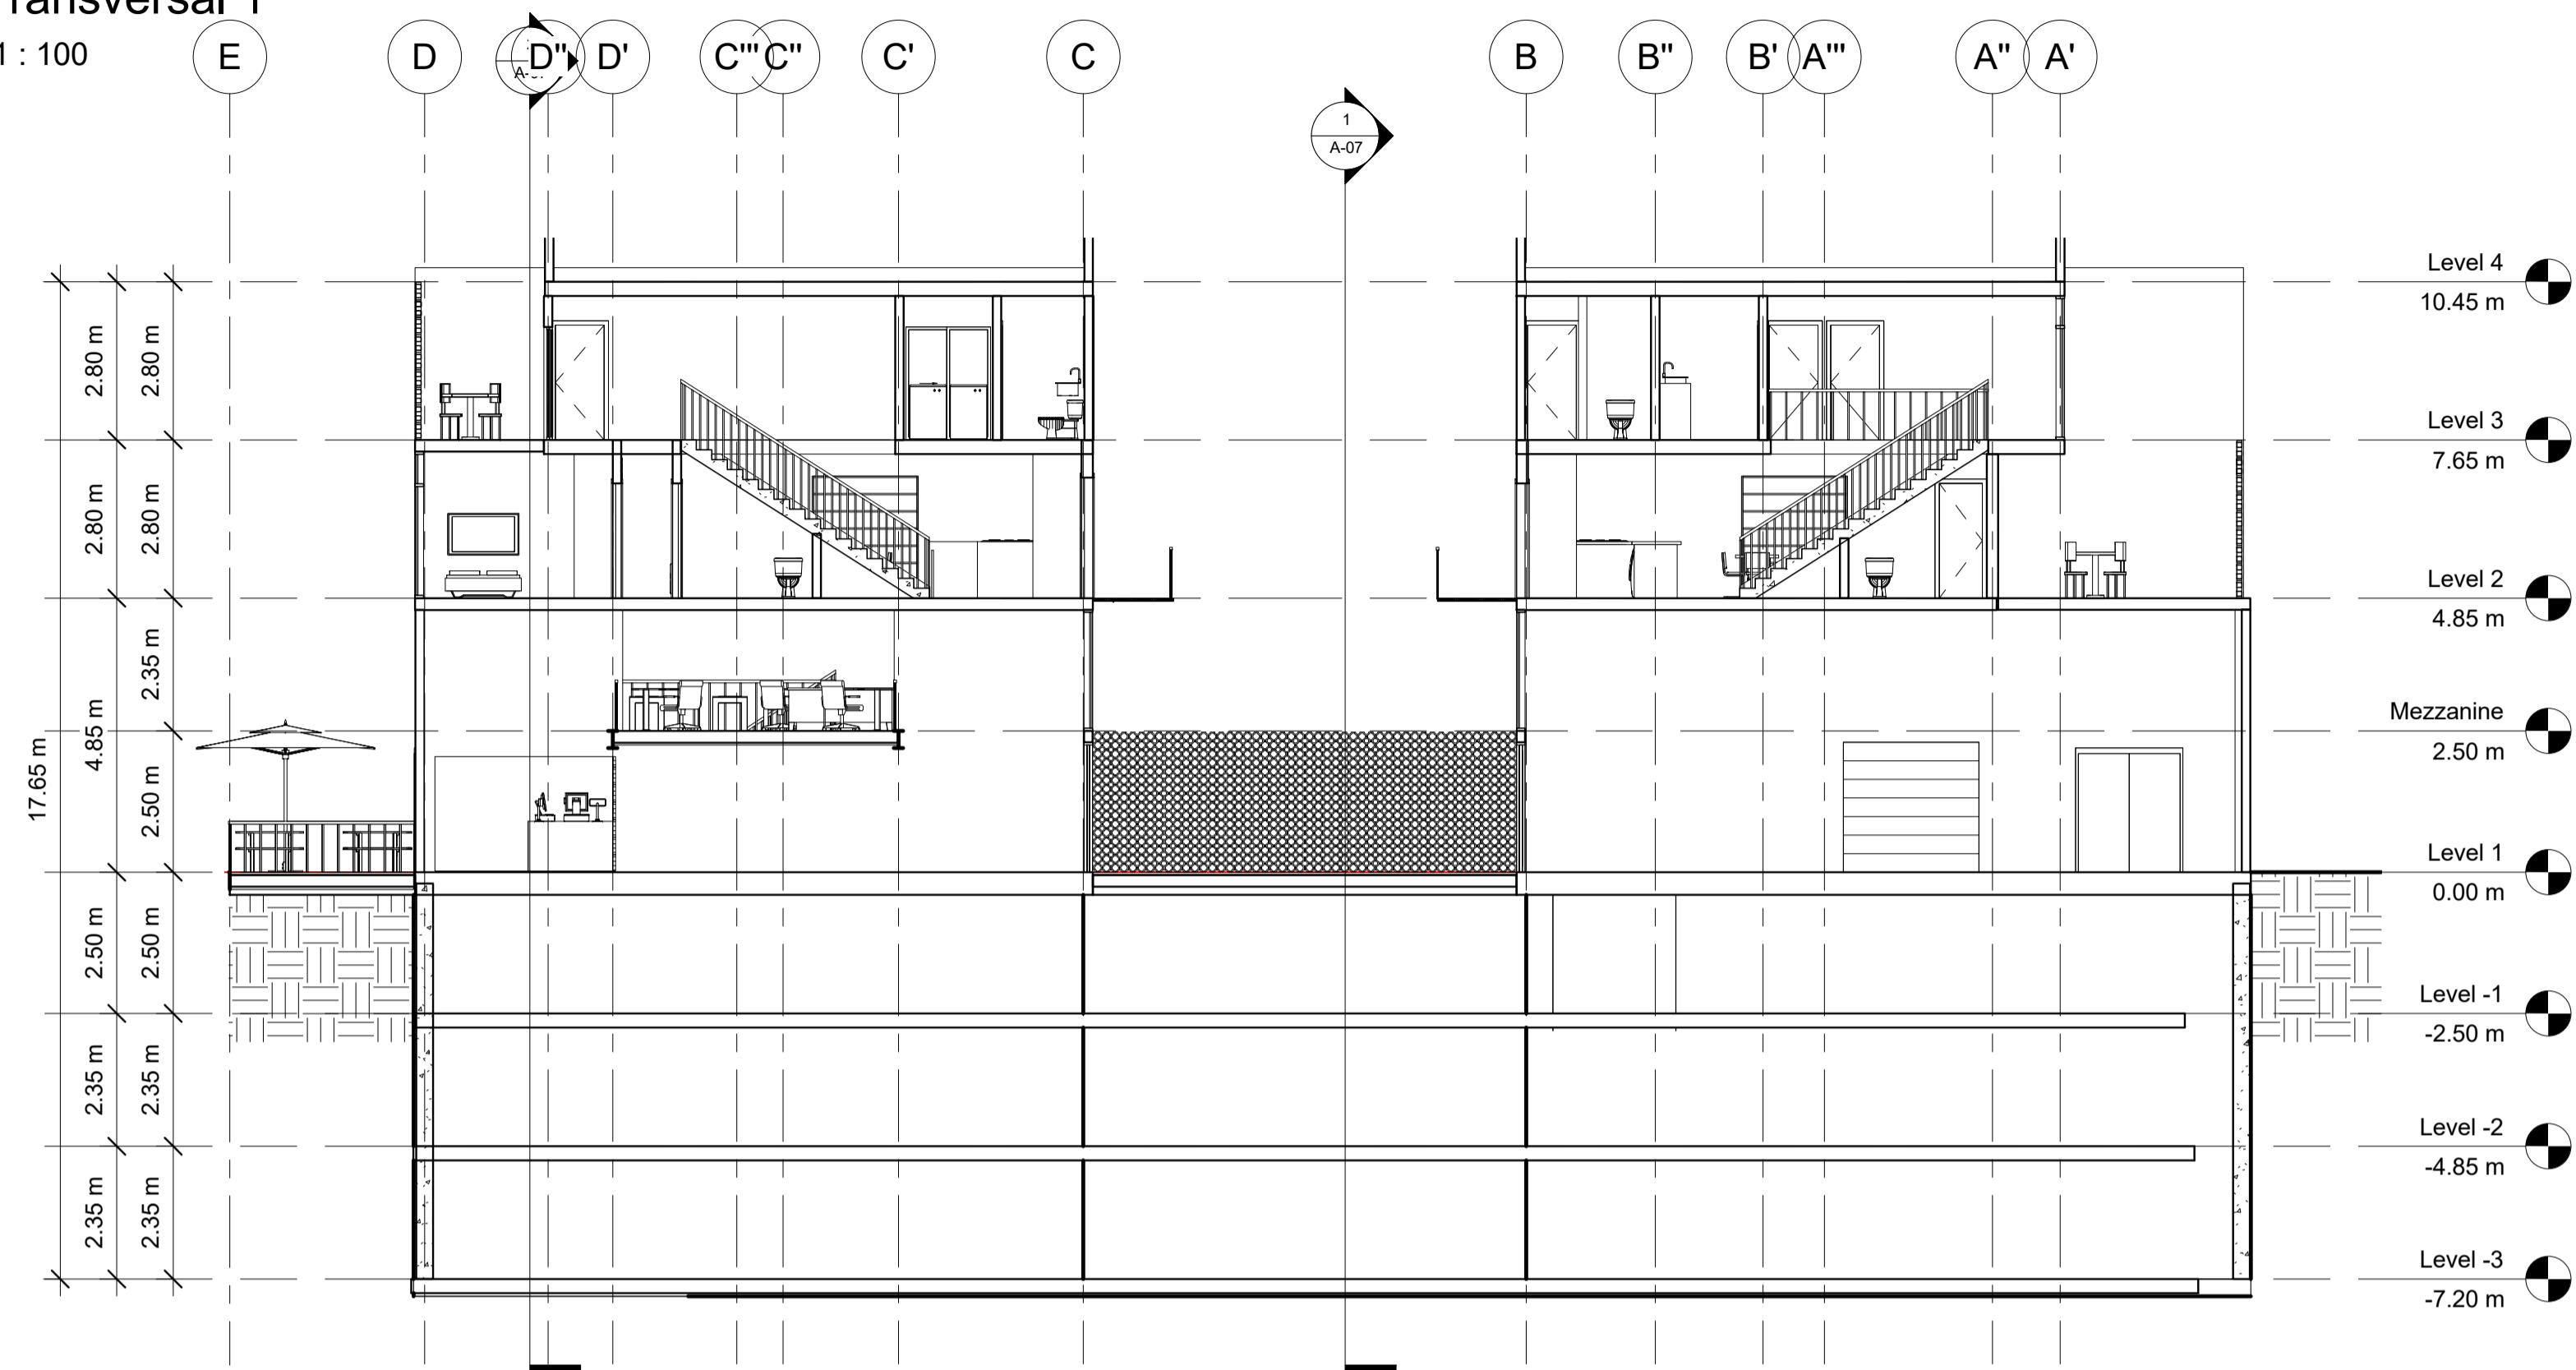 Transversal 1
1 : 100
E
D
D"
D'
C'''
C"
C'
C
B
B"
B'
A'''
A"
A'
1
A-07
Level 4
10.45 m
Level 3
7.65 m
Level 2
4.85 m
Mezzanine
2.50 m
Level 1
0.00 m
Level -1
-2.50 m
Level -2
-4.85 m
Level -3
-7.20 m
17.65 m
2.80 m
2.80 m
4.85 m
2.50 m
2.35 m
2.35 m
2.80 m
2.80 m
2.35 m
2.50 m
2.50 m
2.35 m
2.35 m